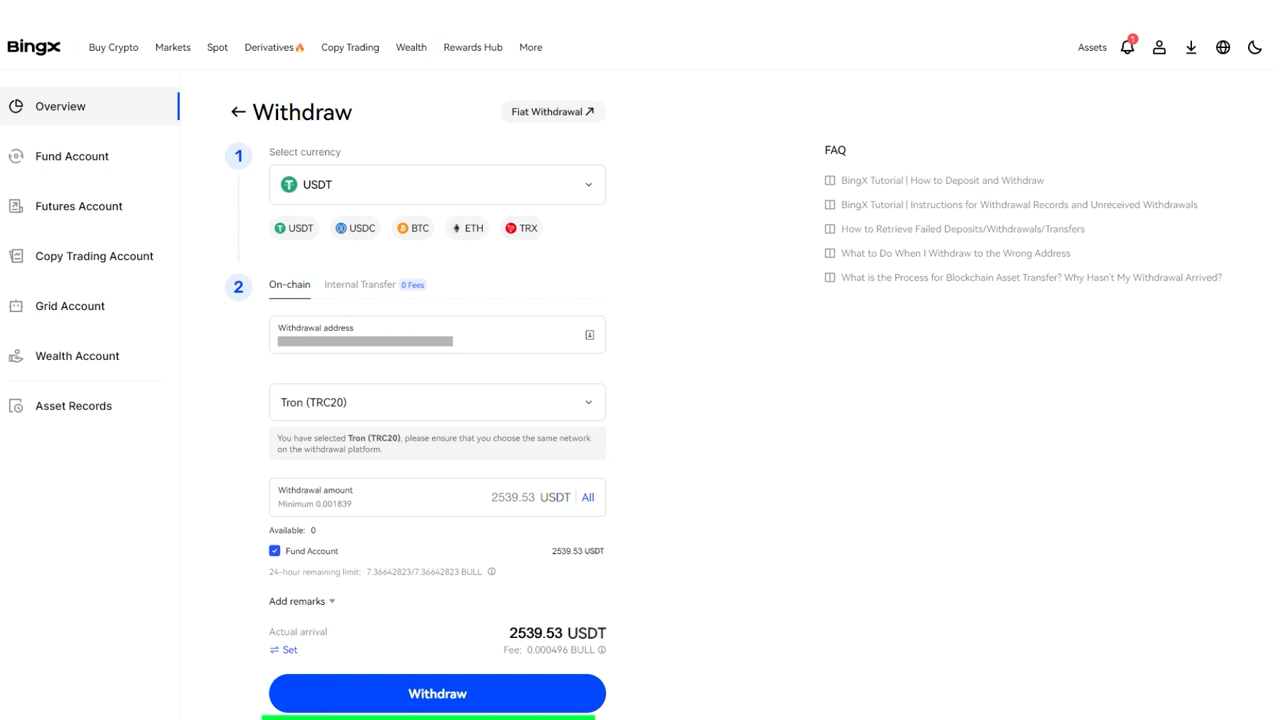 BingX
Buy Crypto
Markets
Spot
Derivatives
Copy Trading
Wealth
Rewards Hub
More
Assets
1
Overview
Fund Account
Futures Account
Copy Trading Account
Grid Account
Wealth Account
Asset Records
Withdraw
Fiat Withdrawal
1
Select currency
USDT
USDT
USDC
BTC
ETH
TRX
2
On-chain
Internal Transfer
0 Fees
Withdrawal address
Tron (TRC20)
You have selected Tron (TRC20), please ensure that you choose the same network
on the withdrawal platform.
Withdrawal amount
Minimum 0.001839
2539.53 USDT
All
Available: 0
Fund Account
2539.53 USDT
24-hour remaining limit: 7.36642823/7.36642823 BULL
Add remarks
Actual arrival
2539.53 USDT
Set
Fee: 0.000496 BULL
Withdraw
FAQ
BingX Tutorial | How to Deposit and Withdraw
BingX Tutorial | Instructions for Withdrawal Records and Unreceived Withdrawals
How to Retrieve Failed Deposits/Withdrawals/Transfers
What to Do When I Withdraw to the Wrong Address
What is the Process for Blockchain Asset Transfer? Why Hasn't My Withdrawal Arrived?